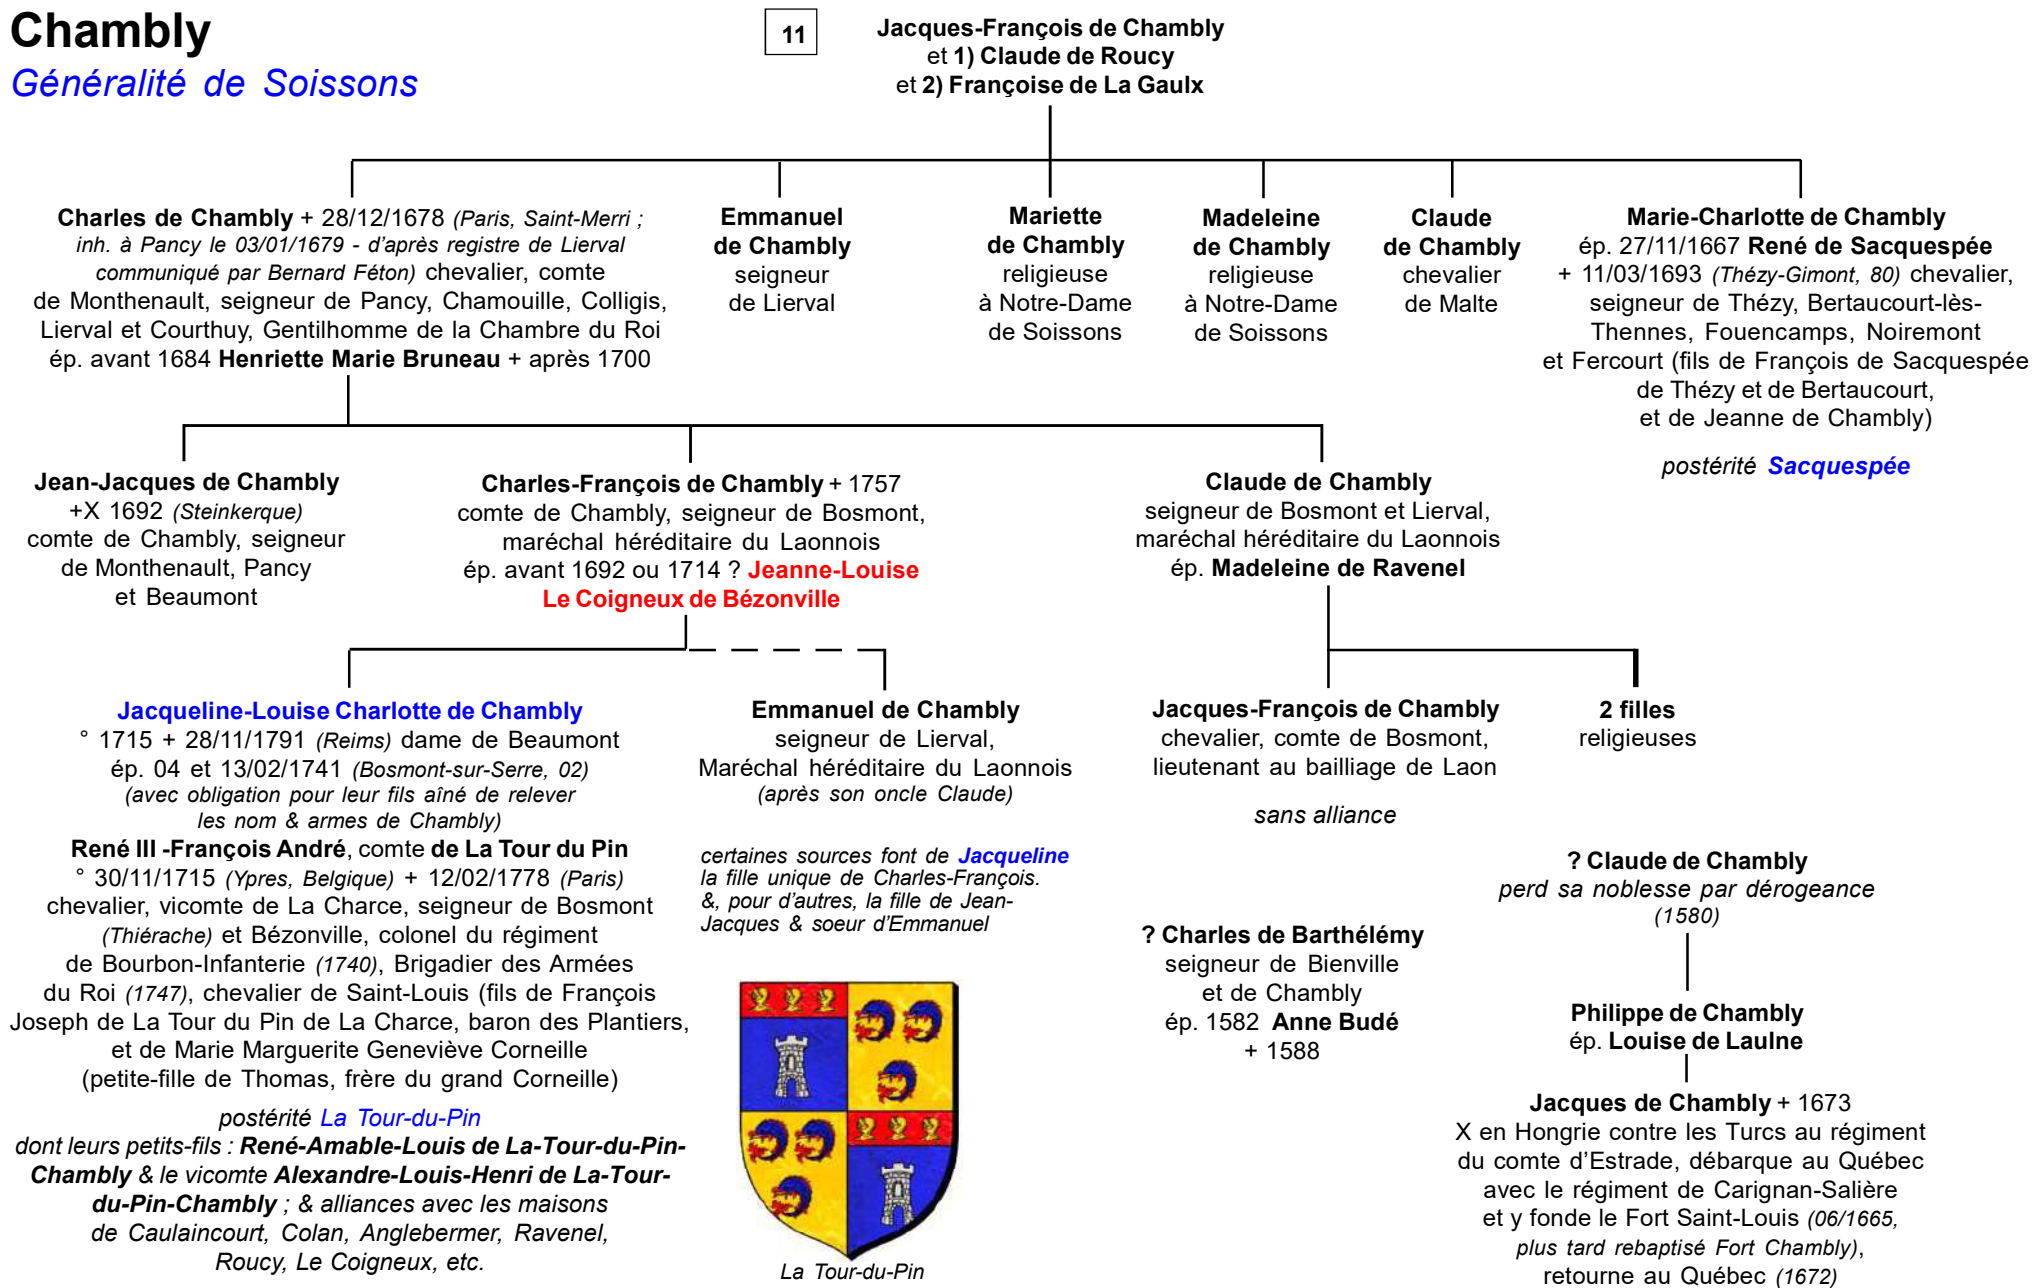 Chambly
Généralité de Soissons
11
Jacques-François de Chambly
et 1) Claude de Roucy
et 2) Françoise de La Gaulx
Charles de Chambly + 28/12/1678 (Paris, Saint-Merri ;
inh. à Pancy le 03/01/1679 - d'après registre de Lierval
communiqué par Bernard Féton) chevalier, comte
de Monthenault, seigneur de Pancy, Chamouille, Colligis,
Lierval et Courthuy, Gentilhomme de la Chambre du Roi
ép. avant 1684 Henriette Marie Bruneau + après 1700
Emmanuel
de Chambly
seigneur
de Lierval
Mariette
de Chambly
religieuse
à Notre-Dame
de Soissons
Madeleine
de Chambly
religieuse
à Notre-Dame
de Soissons
Claude
de Chambly
chevalier
de Malte
Marie-Charlotte de Chambly
ép. 27/11/1667 René de Sacquespée
+ 11/03/1693 (Thézy-Gimont, 80) chevalier,
seigneur de Thézy, Bertaucourt-lès-
Thennes, Fouencamps, Noiremont
et Fercourt (fils de François de Sacquespée
de Thézy et de Bertaucourt,
et de Jeanne de Chambly)
postérité Sacquespée
Jean-Jacques de Chambly
+X 1692 (Steinkerque)
comte de Chambly, seigneur
de Monthenault, Pancy
et Beaumont
Charles-François de Chambly + 1757
comte de Chambly, seigneur de Bosmont,
maréchal héréditaire du Laonnois
ép. avant 1692 ou 1714 ? Jeanne-Louise
Le Coigneux de Bézonville
Claude de Chambly
seigneur de Bosmont et Lierval,
maréchal héréditaire du Laonnois
ép. Madeleine de Ravenel
Jacqueline-Louise Charlotte de Chambly
° 1715 + 28/11/1791 (Reims) dame de Beaumont
ép. 04 et 13/02/1741 (Bosmont-sur-Serre, 02)
(avec obligation pour leur fils aîné de relever
les nom & armes de Chambly)
René III -François André, comte de La Tour du Pin
° 30/11/1715 (Ypres, Belgique) + 12/02/1778 (Paris)
chevalier, vicomte de La Charce, seigneur de Bosmont
(Thiérache) et Bézonville, colonel du régiment
de Bourbon-Infanterie (1740), Brigadier des Armées
du Roi (1747), chevalier de Saint-Louis (fils de François
Joseph de La Tour du Pin de La Charce, baron des Plantiers,
et de Marie Marguerite Geneviève Corneille
(petite-fille de Thomas, frère du grand Corneille)
postérité La Tour-du-Pin
dont leurs petits-fils : René-Amable-Louis de La-Tour-du-Pin-
Chambly & le vicomte Alexandre-Louis-Henri de La-Tour-
du-Pin-Chambly ; & alliances avec les maisons
de Caulaincourt, Colan, Anglebermer, Ravenel,
Roucy, Le Coigneux, etc.
Emmanuel de Chambly
seigneur de Lierval,
Maréchal héréditaire du Laonnois
(après son oncle Claude)
certaines sources font de Jacqueline
la fille unique de Charles-François.
&, pour d'autres, la fille de Jean-
Jacques & soeur d'Emmanuel
La Tour-du-Pin
Jacques-François de Chambly
chevalier, comte de Bosmont,
lieutenant au bailliage de Laon
sans alliance
2 filles
religieuses
? Charles de Barthélémy
seigneur de Bienville
et de Chambly
ép. 1582 Anne Budé
+ 1588
? Claude de Chambly
perd sa noblesse par dérogeance
(1580)
Philippe de Chambly
ép. Louise de Laulne
Jacques de Chambly + 1673
X en Hongrie contre les Turcs au régiment
du comte d'Estrade, débarque au Québec
avec le régiment de Carignan-Salière
et y fonde le Fort Saint-Louis (06/1665,
plus tard rebaptisé Fort Chambly),
retourne au Québec (1672)